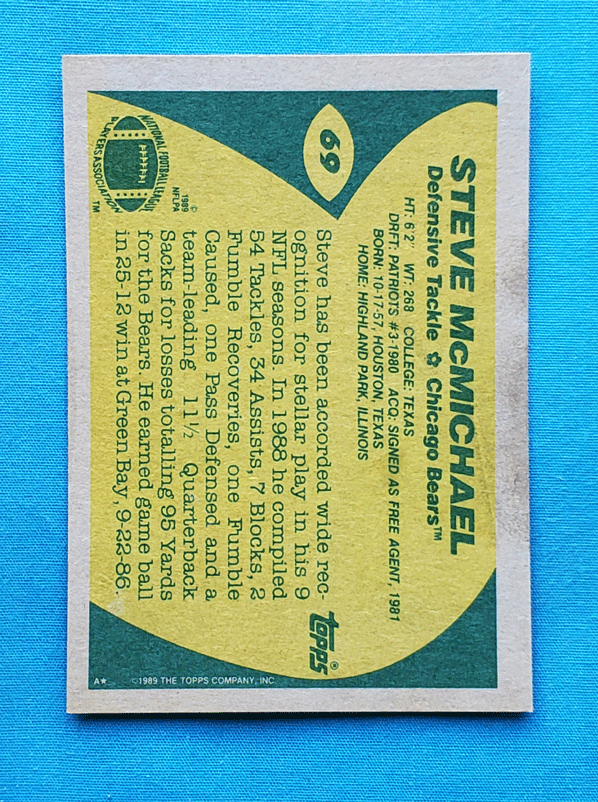 69
STEVE McMICHAEL
Defensive Tackle Chicago Bears™
HT: 6'2" WT: 268 COLLEGE: TEXAS
DRFT: PATRIOTS #3-1980 ACQ: SIGNED AS FREE AGENT, 1981
BORN: 10-17-57, HOUSTON, TEXAS
HOME: HIGHLAND PARK, ILLINOIS
Steve has been accorded wide rec-
ognition for stellar play in his 9
NFL seasons. In 1988 he compiled
54 Tackles, 34 Assists, 7 Blocks, 2
Fumble Recoveries, one Fumble
Caused, one Pass Defensed and a
team-leading 11½ Quarterback
Sacks for losses totalling 95 Yards
for the Bears. He earned game ball
in 25-12 win at Green Bay, 9-22-86.
TOPPS®
©
1989
NFLPA
NATIONAL FOOTBALL LEAGUE
PLAYERS ASSOCIATION
™
A★ ©1989 THE TOPPS COMPANY, INC.